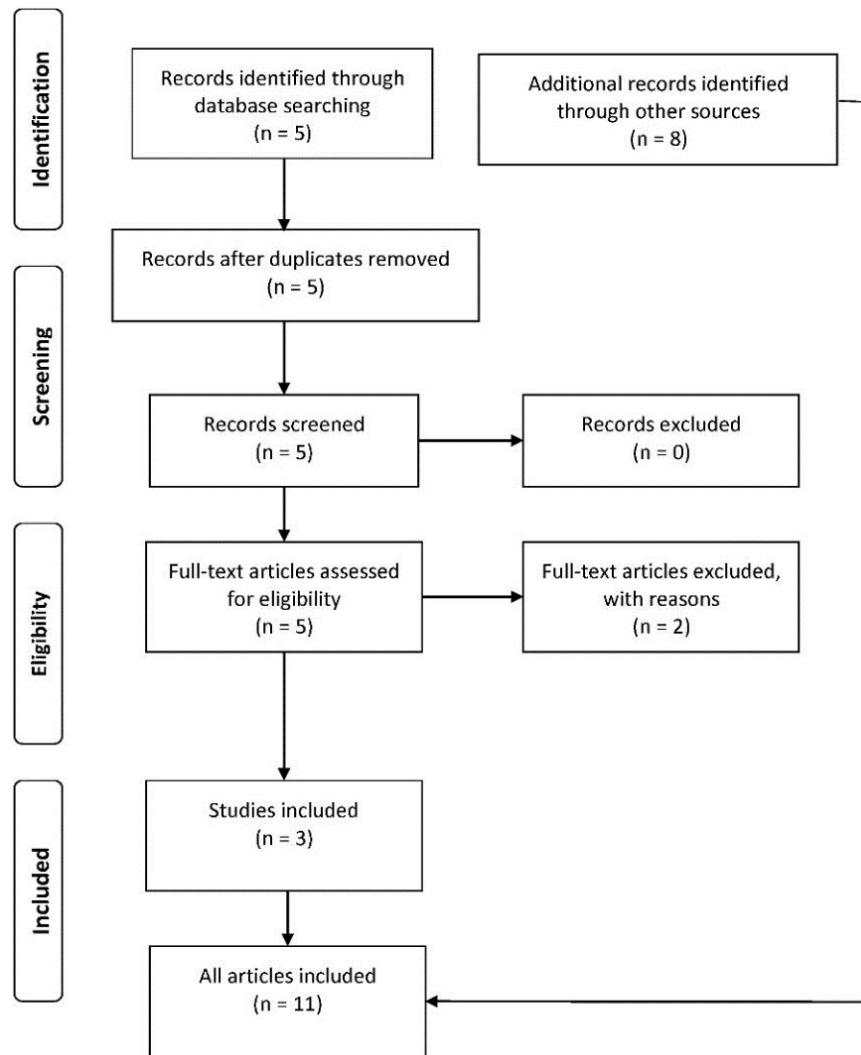 Identification
Records identified through
database searching
(n = 5)
Additional records identified
through other sources
(n = 8)
Records after duplicates removed
(n = 5)
Screening
Records screened
(n = 5)
Records excluded
(n = 0)
Eligibility
Full-text articles assessed
for eligibility
(n = 5)
Full-text articles excluded,
with reasons
(n = 2)
Included
Studies included
(n = 3)
All articles included
(n = 11)